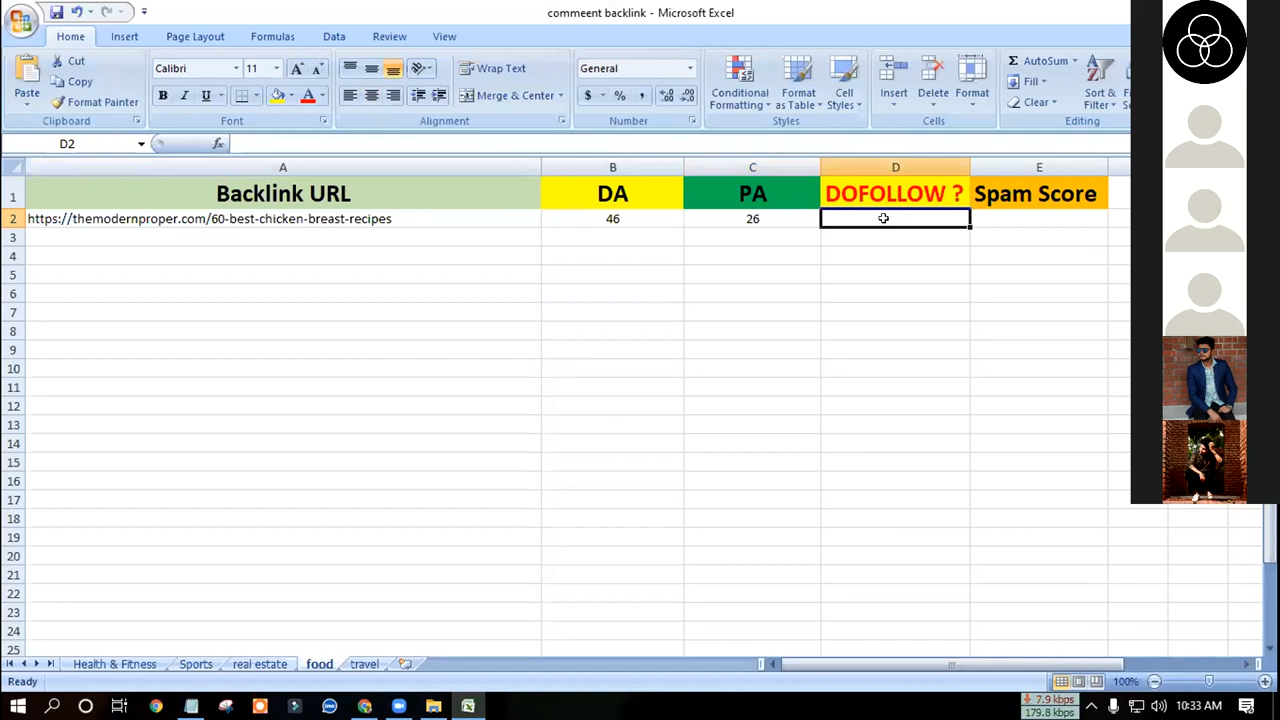 commeent backlink - Microsoft Excel
Home Insert Page Layout Formulas Data Review View
Paste
Cut
Copy
Format Painter
Clipboard
Calibri 11
B I U
Font
Wrap Text
Merge & Center
Alignment
General
$ % ,
Number
Conditional Formatting
Format as Table
Cell Styles
Styles
Insert Delete Format
Cells
Σ AutoSum
Fill
Clear
Sort & Filter
Editing
D2 fx
A B C D E
1 Backlink URL DA PA DOFOLLOW ? Spam Score
2 https://themodernproper.com/60-best-chicken-breast-recipes 46 26
3
4
5
6
7
8
9
10
11
12
13
14
15
16
17
18
19
20
21
22
23
24
25
Health & Fitness Sports real estate food travel
Ready 100%
7.9 kbps
179.8 kbps
10:33 AM